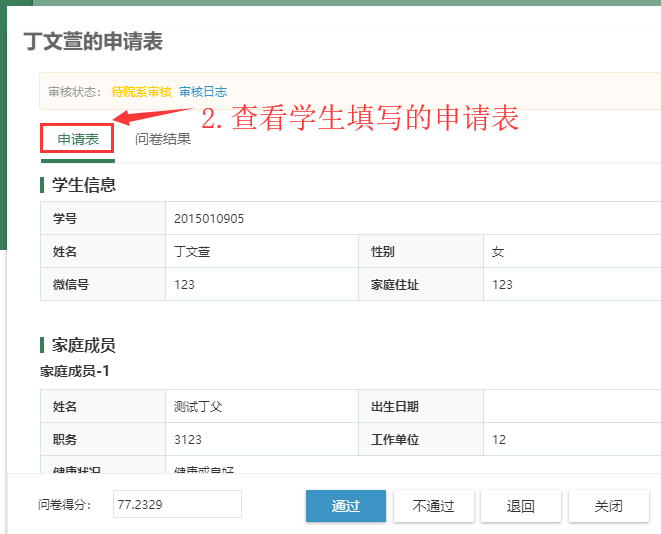 丁文萱的申请表
审核状态： 待院系审核 审核日志
2.查看学生填写的申请表
申请表 问卷结果
学生信息
学号 2015010905
姓名 丁文萱 性别 女
微信号 123 家庭住址 123
家庭成员
家庭成员-1
姓名 测试丁父 出生日期
职务 3123 工作单位 12
健康状况 健康或良好
问卷得分： 77.2329 通过 不通过 退回 关闭